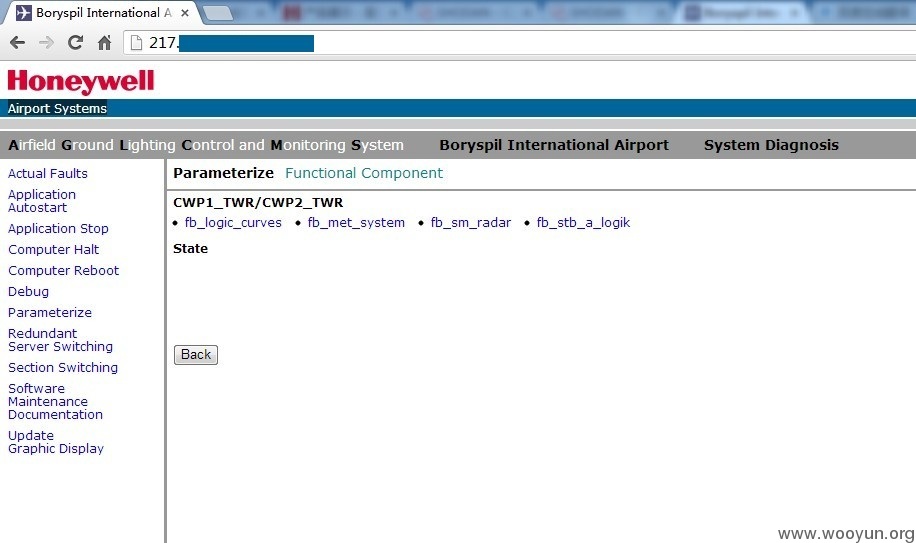 Boryspil International A
217.
Honeywell
Airport Systems
Airfield Ground Lighting Control and Monitoring System Boryspil International Airport System Diagnosis
Actual Faults
Application
Autostart
Application Stop
Computer Halt
Computer Reboot
Debug
Parameterize
Redundant
Server Switching
Section Switching
Software
Maintenance
Documentation
Update
Graphic Display
Parameterize Functional Component
CWP1_TWR/CWP2_TWR
fb_logic_curves fb_met_system fb_sm_radar fb_stb_a_logik
State
Back
www.wooyun.org